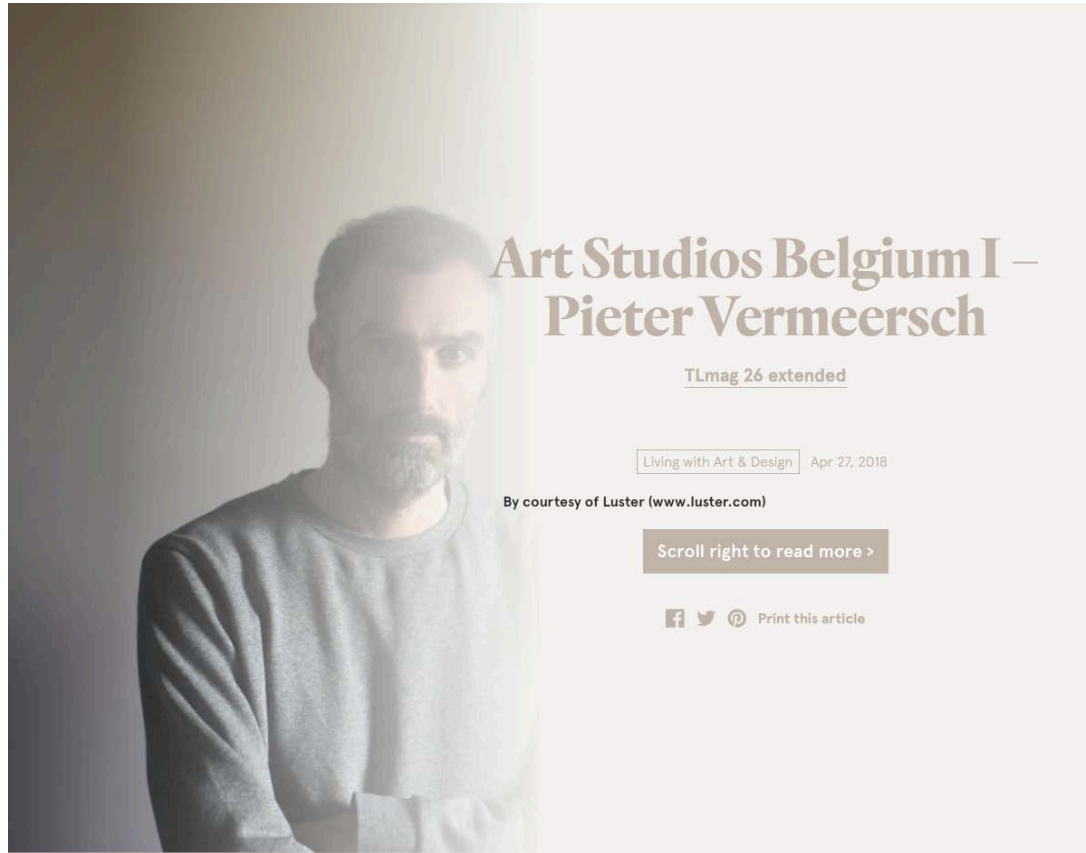 Art Studios Belgium I –
Pieter Vermeersch
TLmag 26 extended
Living with Art & Design Apr 27, 2018
By courtesy of Luster (www.luster.com)
Scroll right to read more >
Print this article